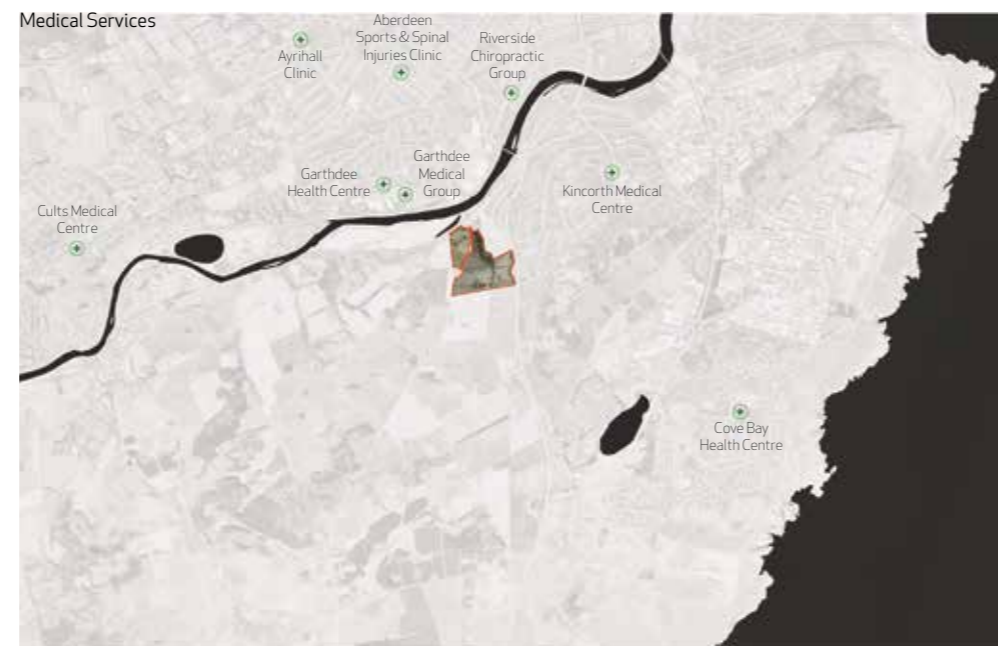 Medical Services
Ayrihall
Clinic
Aberdeen
Sports & Spinal
Injuries Clinic
Riverside
Chiropractic
Group
Garthdee
Health Centre
Garthdee
Medical
Group
Kincorth Medical
Centre
Cults Medical
Centre
Cove Bay
Health Centre